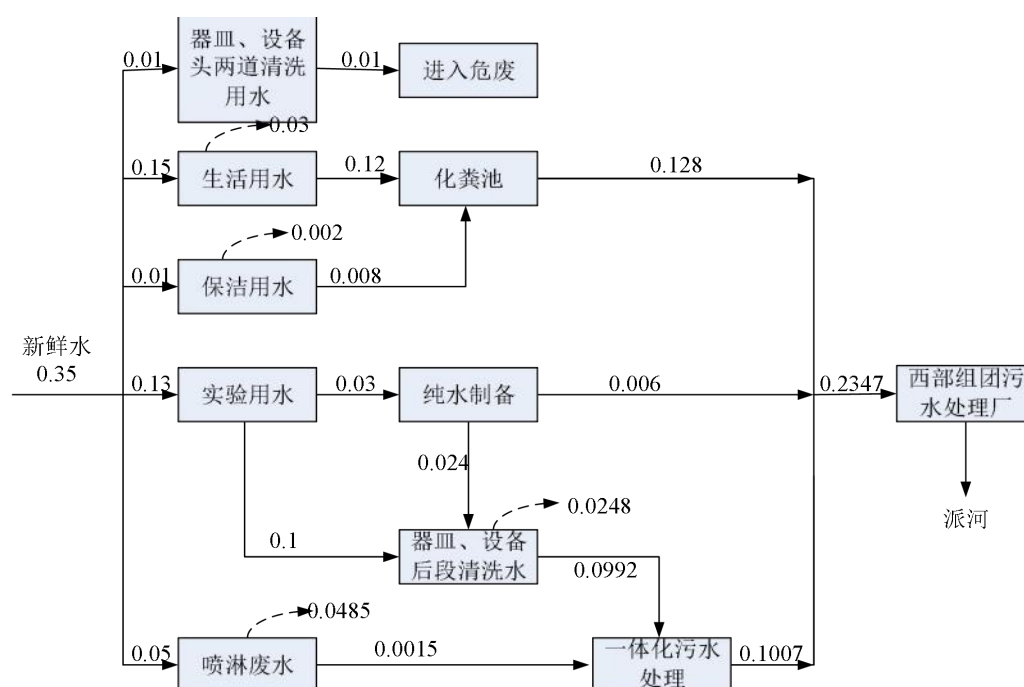 器皿、设备
头两道清洗
用水
0.01
0.01
进入危废
0.03
0.15
生活用水
0.12
化粪池
0.128
0.002
0.01
保洁用水
0.008
新鲜水
0.35
0.13
实验用水
0.03
纯水制备
0.006
0.2347
西部组团污
水处理厂
0.024
0.0248
派河
0.1
器皿、设备
后段清洗水
0.0992
0.0485
0.05
喷淋废水
0.0015
一体化污水
处理
0.1007